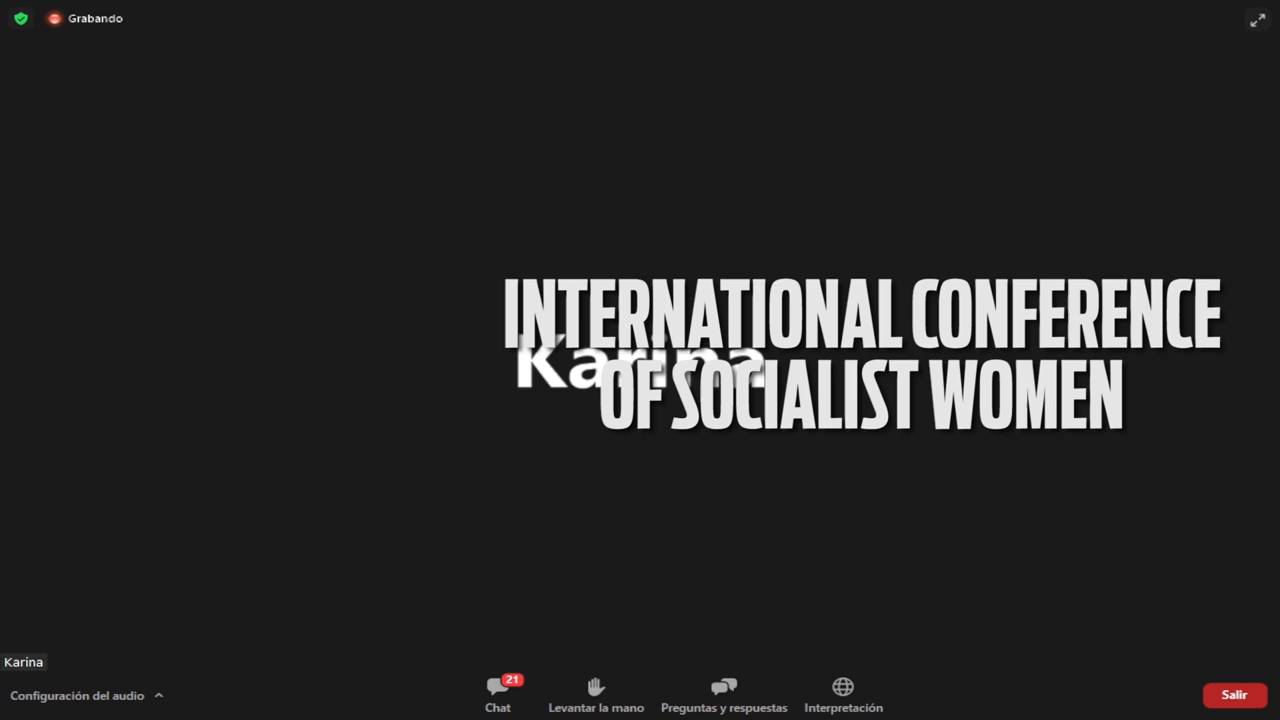 Grabando
INTERNATIONAL CONFERENCE
Karina
OF SOCIALIST WOMEN
Karina
Configuración del audio
21
Chat
Levantar la mano
Preguntas y respuestas
Interpretación
Salir